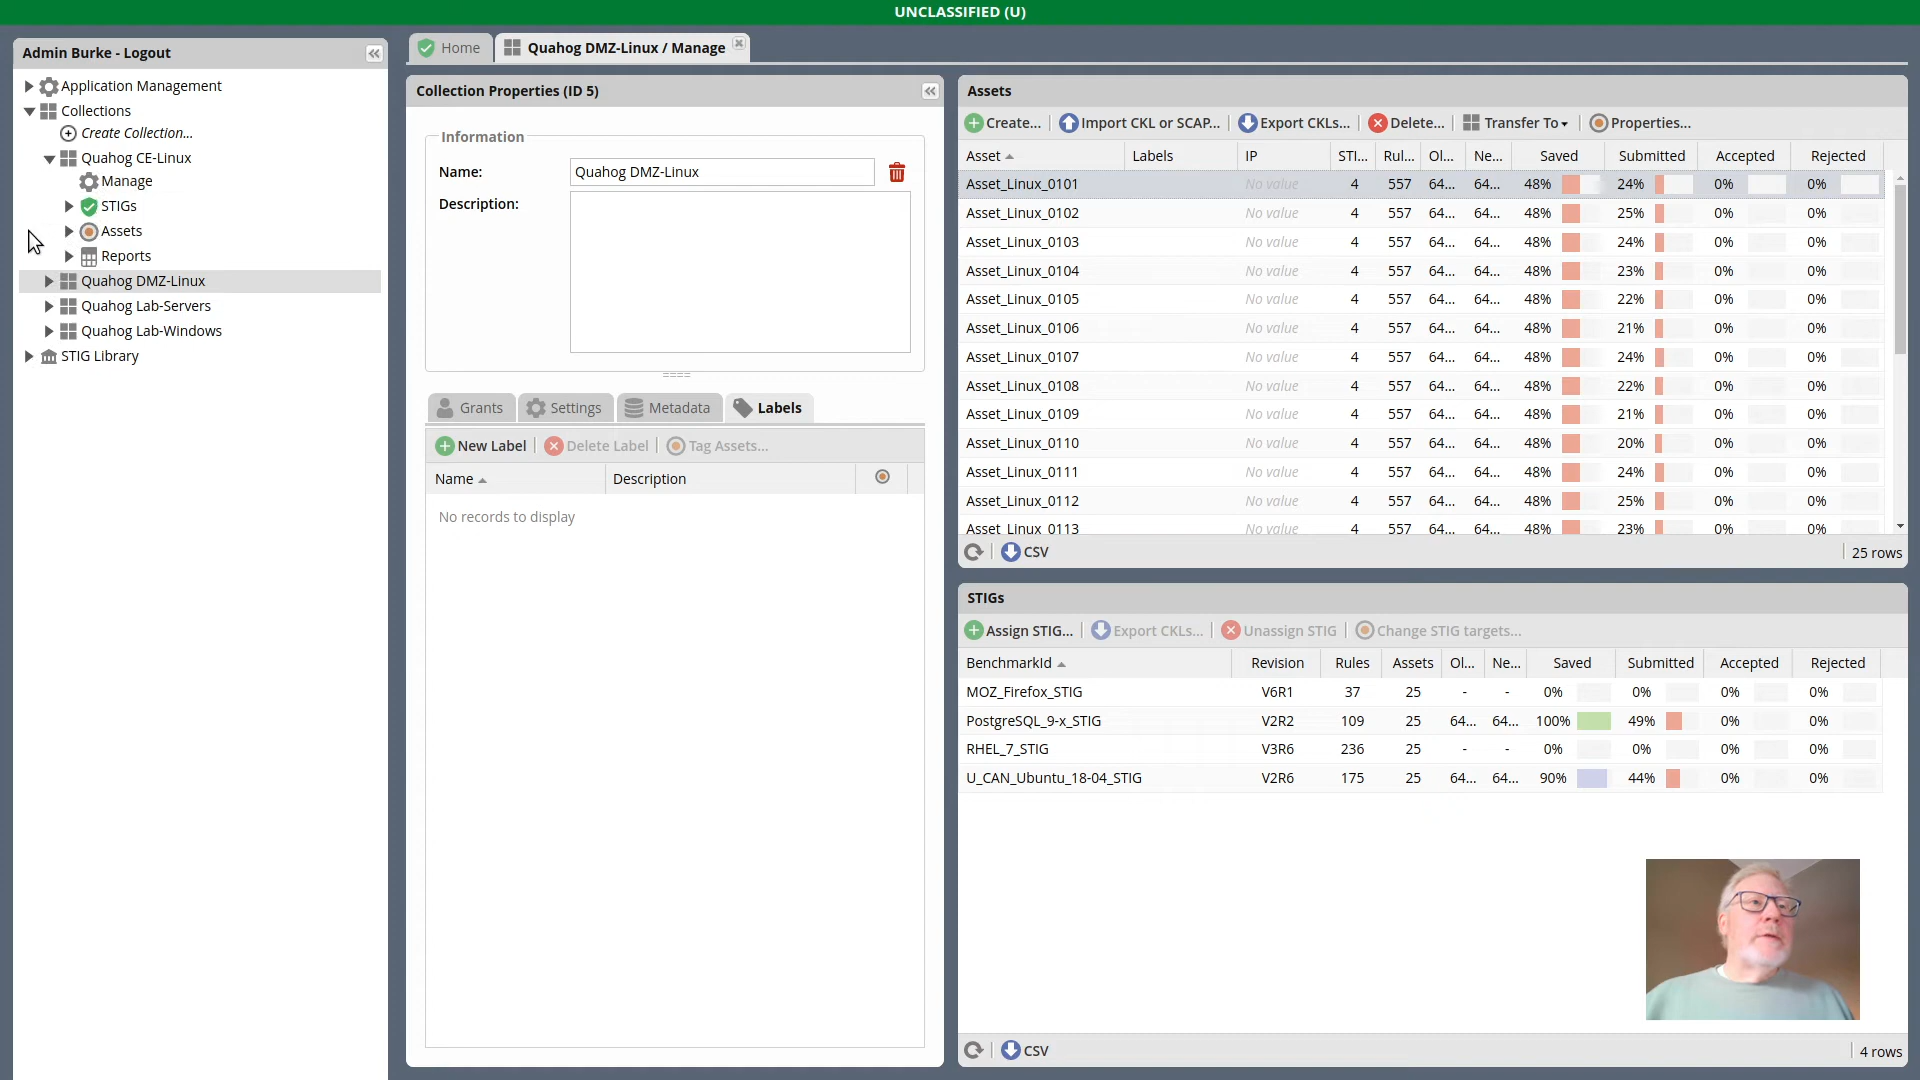 UNCLASSIFIED (U)
Admin Burke - Logout
Application Management
Collections
Create Collection...
Quahog CE-Linux
Manage
STIGs
Assets
Reports
Quahog DMZ-Linux
Quahog Lab-Servers
Quahog Lab-Windows
STIG Library
Home
Quahog DMZ-Linux / Manage
Collection Properties (ID 5)
Information
Name: Quahog DMZ-Linux
Description:
Grants Settings Metadata Labels
New Label Delete Label Tag Assets...
Name Description
No records to display
Assets
Create... Import CKL or SCAP... Export CKLs... Delete... Transfer To Properties...
Asset Labels IP STI... Rul... Ol... Ne... Saved Submitted Accepted Rejected
Asset_Linux_0101 No value 4 557 64... 64... 48% 24% 0% 0%
Asset_Linux_0102 No value 4 557 64... 64... 48% 25% 0% 0%
Asset_Linux_0103 No value 4 557 64... 64... 48% 24% 0% 0%
Asset_Linux_0104 No value 4 557 64... 64... 48% 23% 0% 0%
Asset_Linux_0105 No value 4 557 64... 64... 48% 22% 0% 0%
Asset_Linux_0106 No value 4 557 64... 64... 48% 21% 0% 0%
Asset_Linux_0107 No value 4 557 64... 64... 48% 24% 0% 0%
Asset_Linux_0108 No value 4 557 64... 64... 48% 22% 0% 0%
Asset_Linux_0109 No value 4 557 64... 64... 48% 21% 0% 0%
Asset_Linux_0110 No value 4 557 64... 64... 48% 20% 0% 0%
Asset_Linux_0111 No value 4 557 64... 64... 48% 24% 0% 0%
Asset_Linux_0112 No value 4 557 64... 64... 48% 25% 0% 0%
Asset_Linux_0113 No value 4 557 64... 64... 48% 23% 0% 0%
CSV 25 rows
STIGs
Assign STIG... Export CKLs... Unassign STIG Change STIG targets...
BenchmarkId Revision Rules Assets Ol... Ne... Saved Submitted Accepted Rejected
MOZ_Firefox_STIG V6R1 37 25 - - 0% 0% 0% 0%
PostgreSQL_9-x_STIG V2R2 109 25 64... 64... 100% 49% 0% 0%
RHEL_7_STIG V3R6 236 25 - - 0% 0% 0% 0%
U_CAN_Ubuntu_18-04_STIG V2R6 175 25 64... 64... 90% 44% 0% 0%
CSV 4 rows